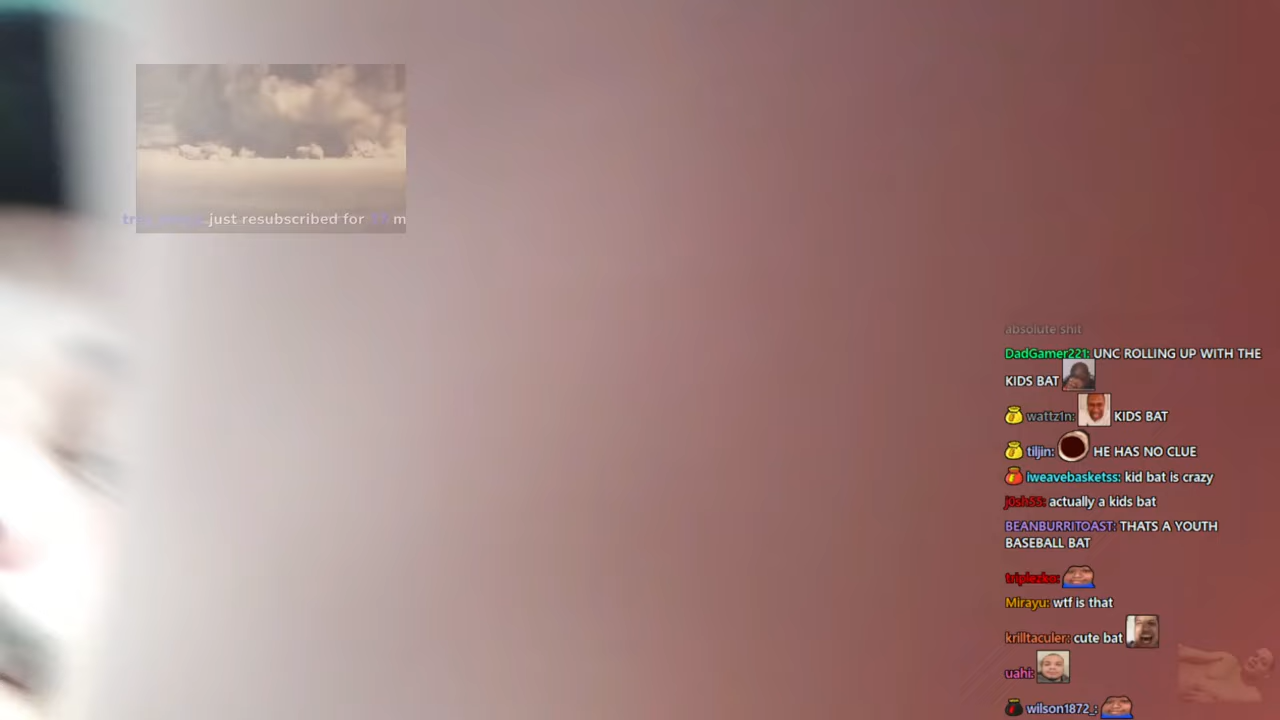 just resubscribed for
m
absolute shit
DadGamer221: UNC ROLLING UP WITH THE
KIDS BAT
wattz1n: KIDS BAT
tiljin: HE HAS NO CLUE
iweavebasketss: kid bat is crazy
j0sh55: actually a kids bat
BEANBURRITOAST: THATS A YOUTH
BASEBALL BAT
Mirayu: wtf is that
krilltaculer: cute bat
uahi:
wilson1872_: